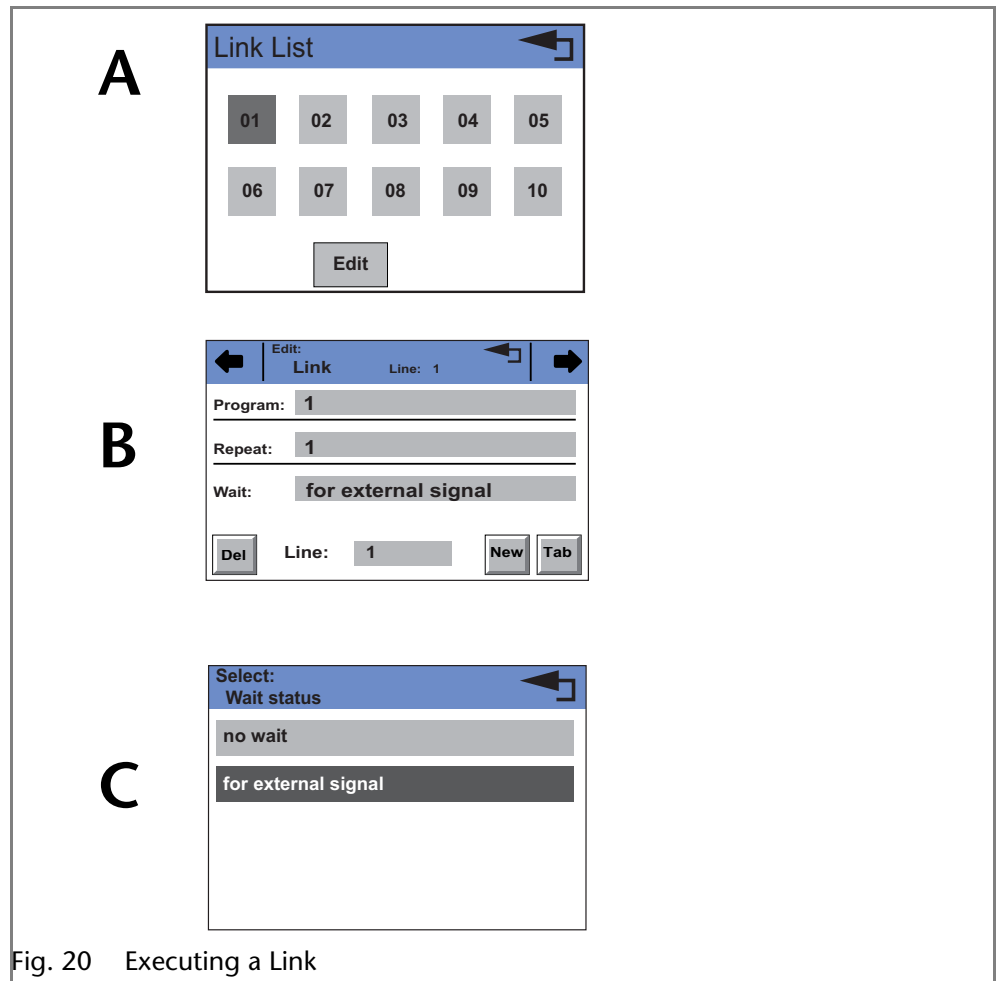 A
Link List
01 02 03 04 05
06 07 08 09 10
Edit
B
Edit:
Link Line: 1
Program: 1
Repeat: 1
Wait: for external signal
Del Line: 1 New Tab
C
Select:
Wait status
no wait
for external signal
Fig. 20 Executing a Link